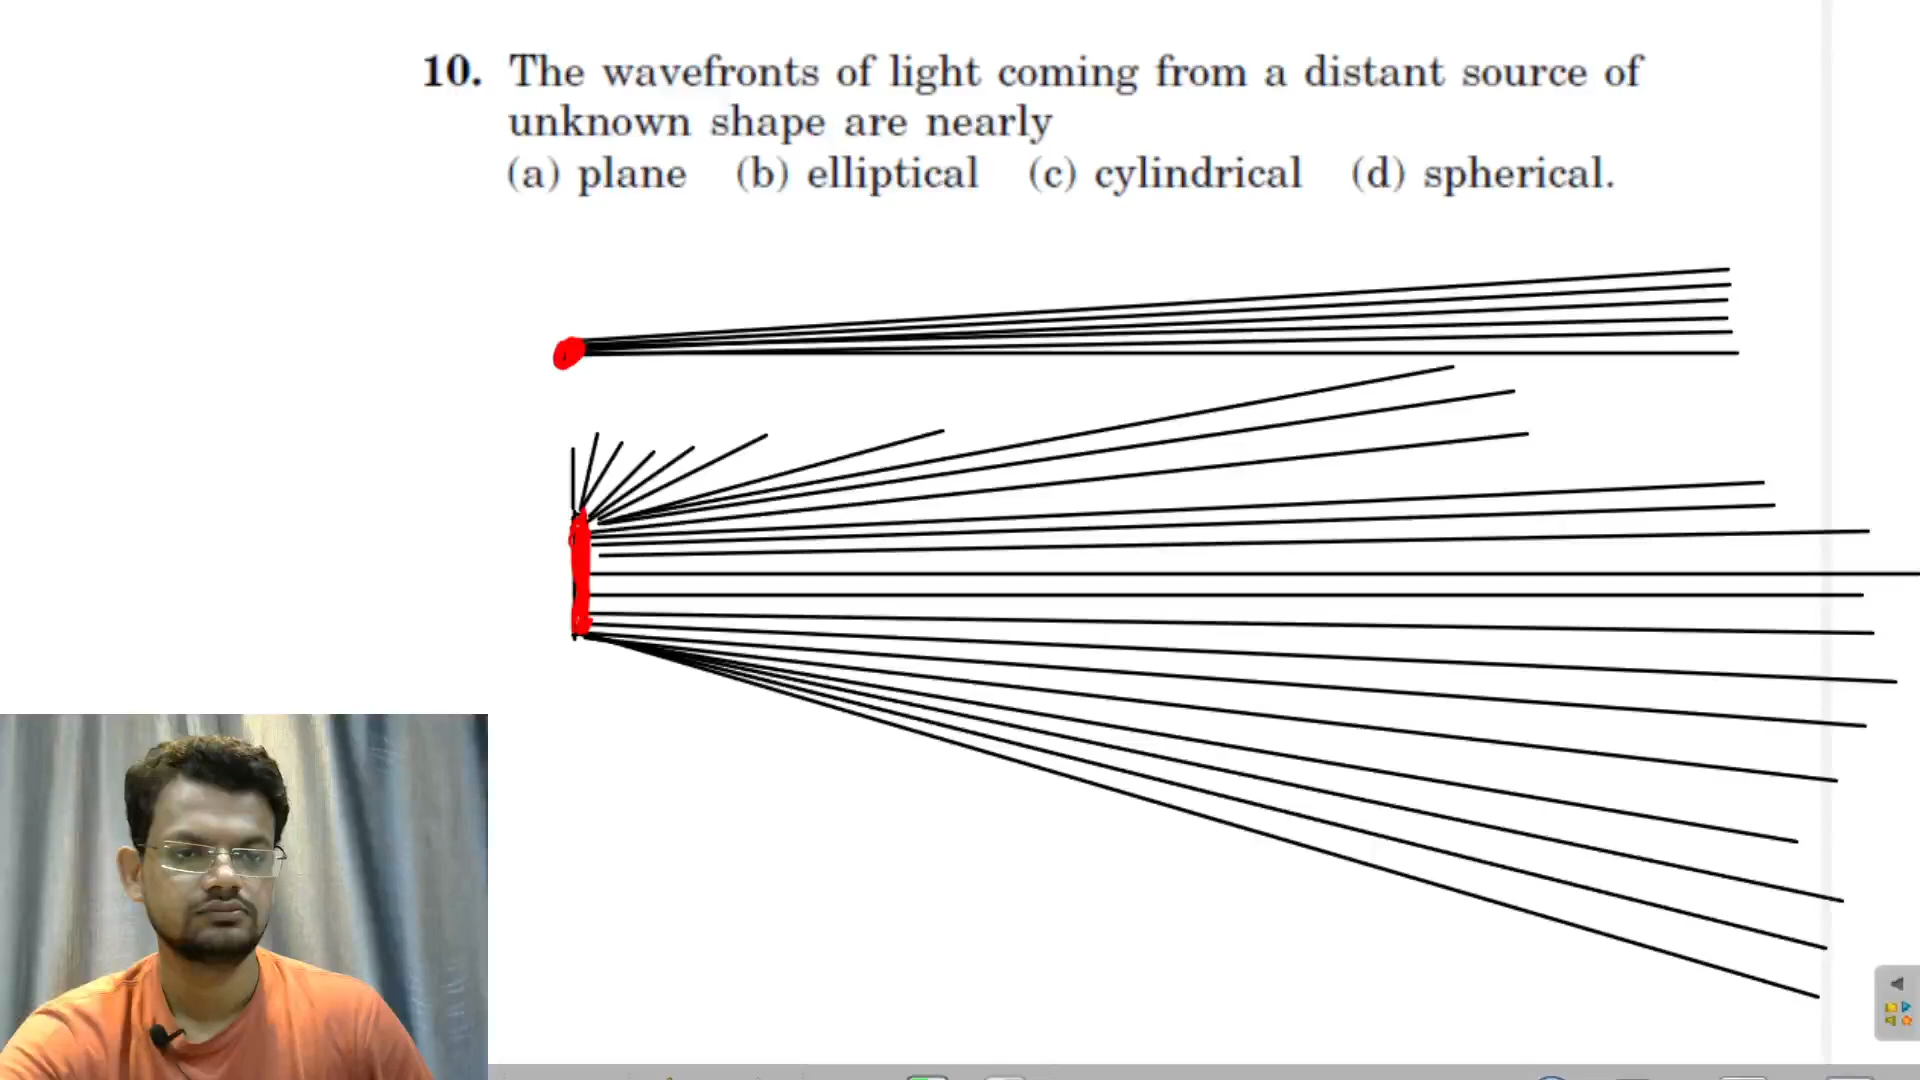 10. The wavefronts of light coming from a distant source of
unknown shape are nearly
(a) plane (b) elliptical (c) cylindrical (d) spherical.